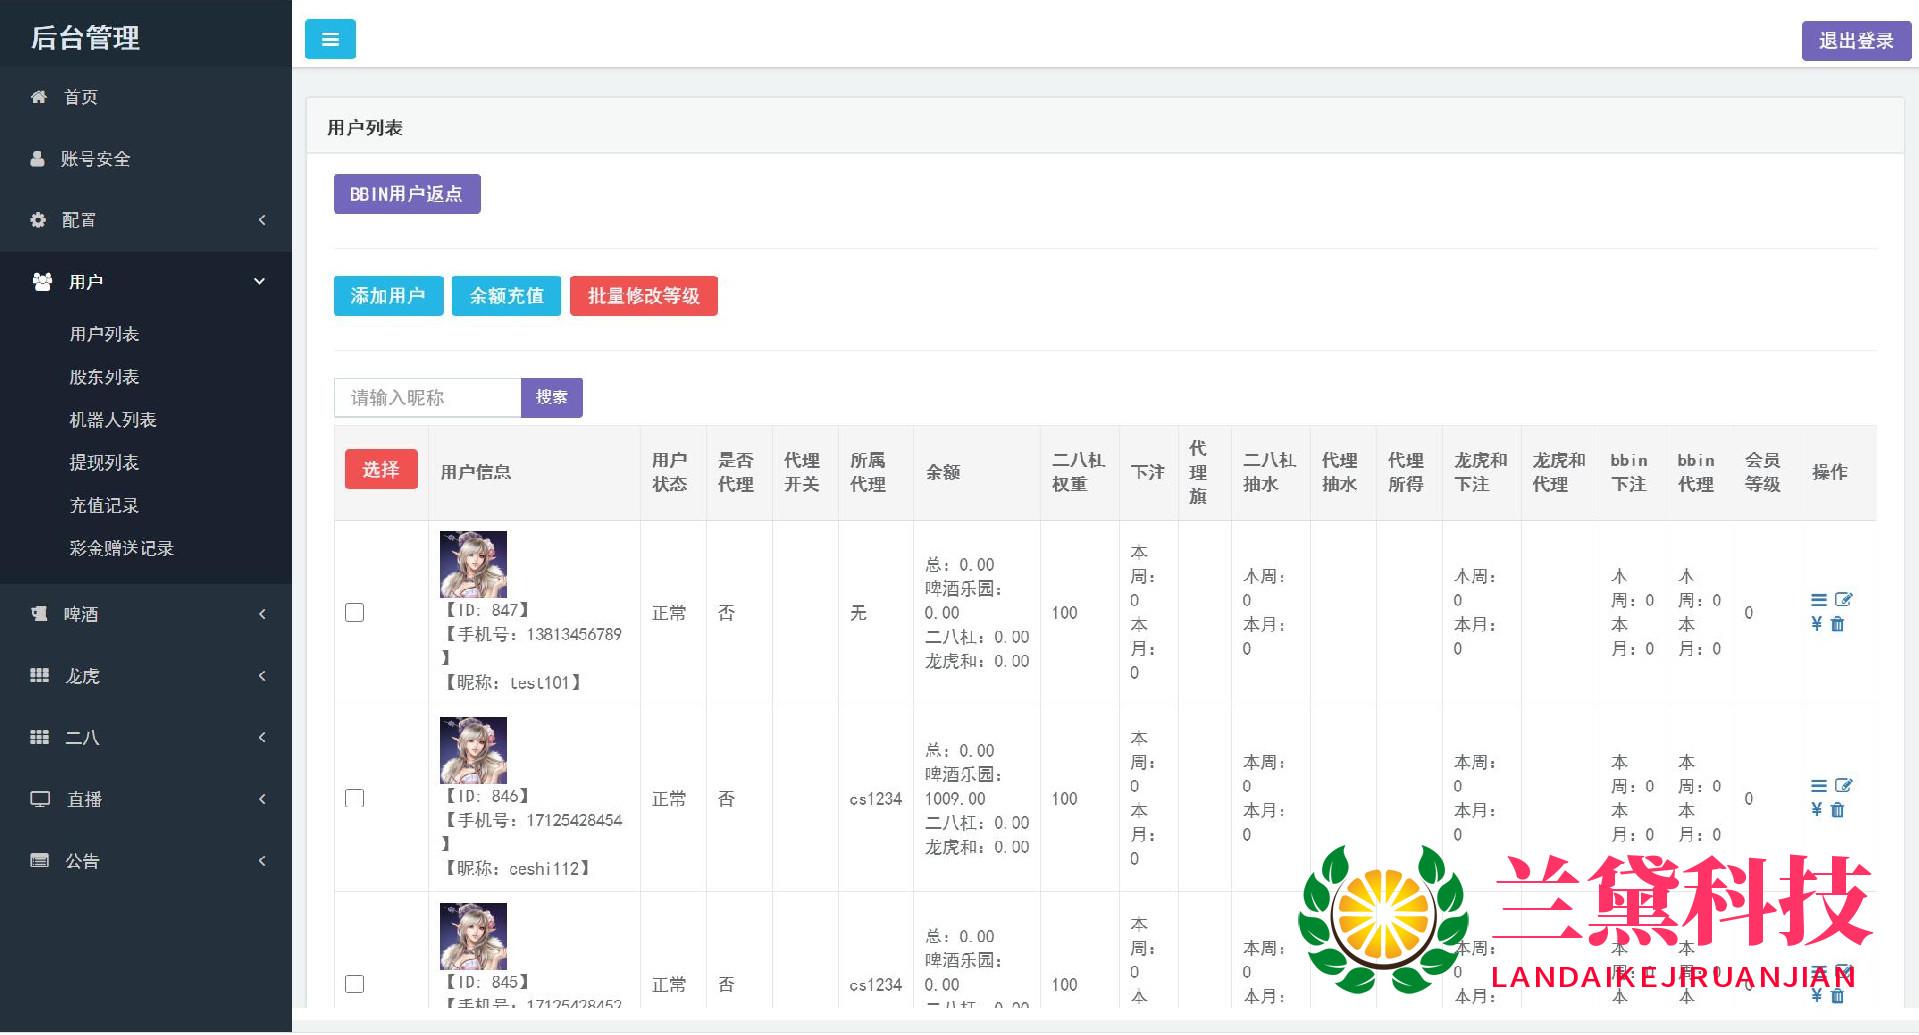 后台管理
退出登录
首页
账号安全
配置
用户
用户列表
股东列表
机器人列表
提现列表
充值记录
彩金赠送记录
啤酒
龙虎
二八
直播
公告
用户列表
BBIN用户返点
添加用户 余额充值 批量修改等级
请输入昵称 搜索
选择 用户信息 用户状态 是否代理 代理开关 所属代理 余额 二八杠权重 下注 代理旗 二八杠抽水 代理抽水 代理所得 龙虎和下注 龙虎和代理 bbin下注 bbin代理 会员等级 操作
【ID: 847】
【手机号: 13813456789
】
【昵称: test101】
正常 否 无
总: 0.00
啤酒乐园:
0.00
二八杠: 0.00
龙虎和: 0.00
100
本
周:
0
本
月:
0
本周:
0
本月:
0
本周:
0
本月:
0
本
周: 0
本
月: 0
本
周: 0
本
月: 0
0
¥
【ID: 846】
【手机号: 17125428454
】
【昵称: ceshi112】
正常 否 cs1234
总: 0.00
啤酒乐园:
1009.00
二八杠: 0.00
龙虎和: 0.00
100
本
周:
0
本
月:
0
本周:
0
本月:
0
本周:
0
本月:
0
本
周: 0
本
月: 0
本
周: 0
本
月: 0
0
¥
【ID: 845】
【手机号: 17125428452
正常 否 cs1234
总: 0.00
啤酒乐园:
0.00
二八杠: 0.00
100
本
周:
0
本
本周:
0
本月:
本周:
0
本月:
本
本
本
本
¥
兰黛科技
LANDAIKEJIRUANJIAN